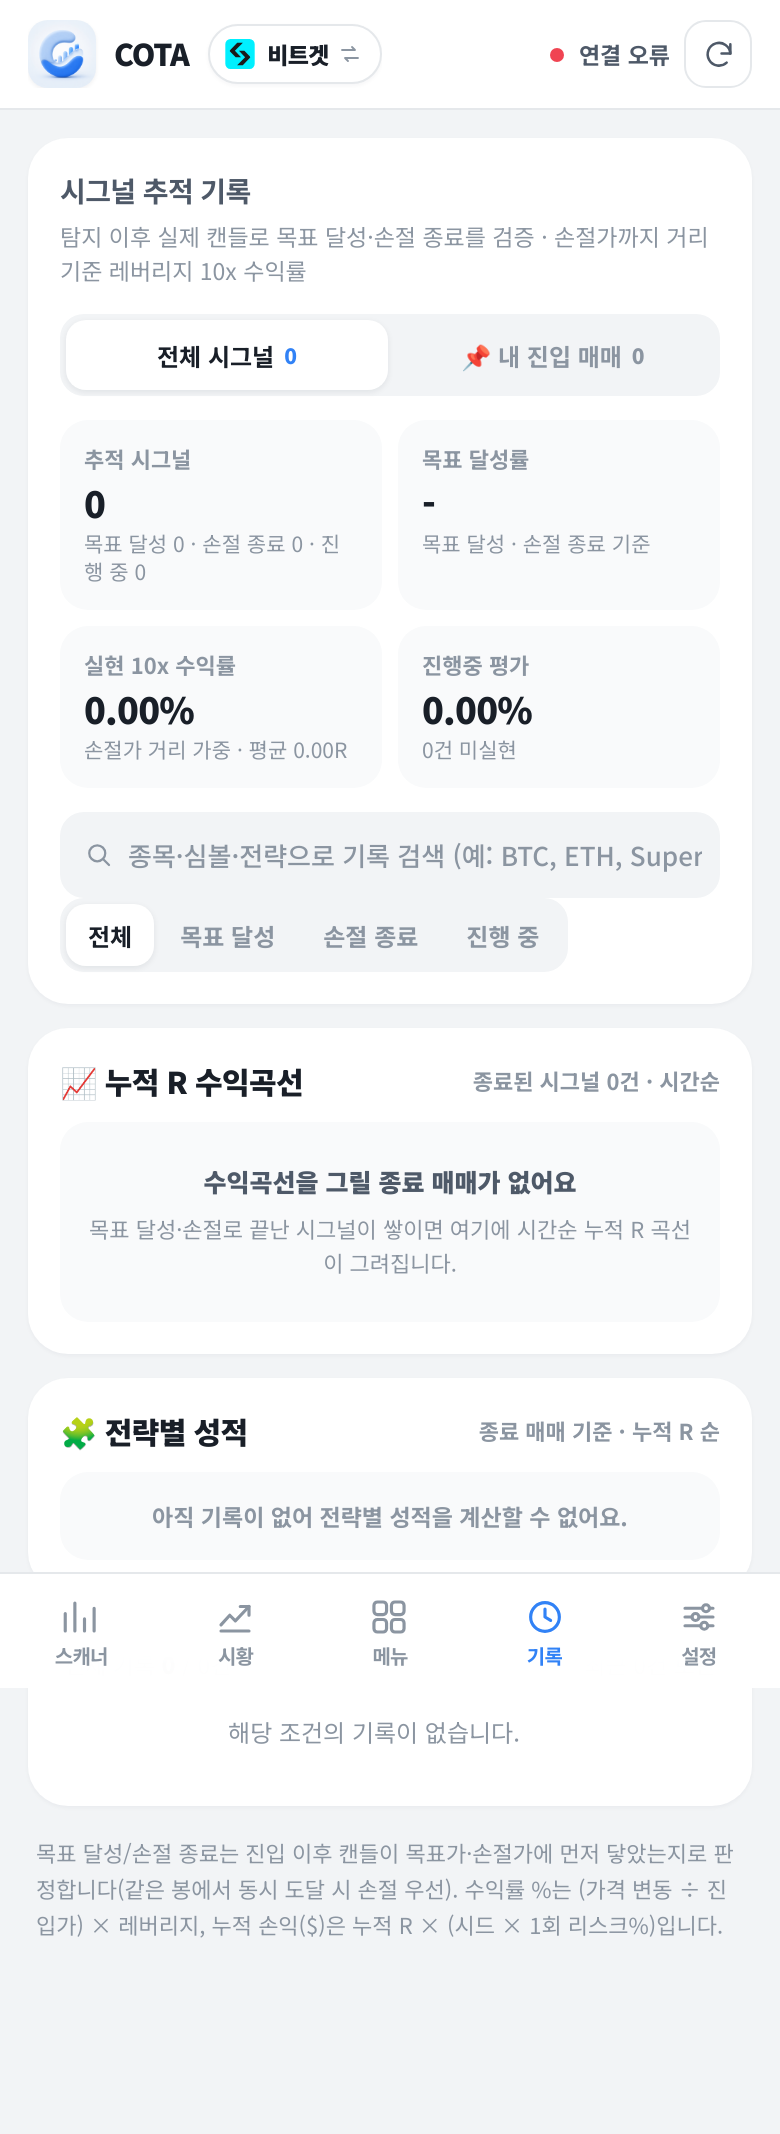 COTA
비트겟
연결 오류
시그널 추적 기록
탐지 이후 실제 캔들로 목표 달성·손절 종료를 검증 · 손절가까지 거리
기준 레버리지 10x 수익률
전체 시그널 0
📌 내 진입 매매 0
추적 시그널
0
목표 달성 0 · 손절 종료 0 · 진
행 중 0
목표 달성률
-
목표 달성 · 손절 종료 기준
실현 10x 수익률
0.00%
손절가 거리 가중 · 평균 0.00R
진행중 평가
0.00%
0건 미실현
종목·심볼·전략으로 기록 검색 (예: BTC, ETH, Super
전체
목표 달성
손절 종료
진행 중
📈 누적 R 수익곡선
종료된 시그널 0건 · 시간순
수익곡선을 그릴 종료 매매가 없어요
목표 달성·손절로 끝난 시그널이 쌓이면 여기에 시간순 누적 R 곡선
이 그려집니다.
🧩 전략별 성적
종료 매매 기준 · 누적 R 순
아직 기록이 없어 전략별 성적을 계산할 수 없어요.
스캐너
시황
메뉴
기록
설정
해당 조건의 기록이 없습니다.
목표 달성/손절 종료는 진입 이후 캔들이 목표가·손절가에 먼저 닿았는지로 판
정합니다(같은 봉에서 동시 도달 시 손절 우선). 수익률 %는 (가격 변동 ÷ 진
입가) × 레버리지, 누적 손익($)은 누적 R × (시드 × 1회 리스크%)입니다.